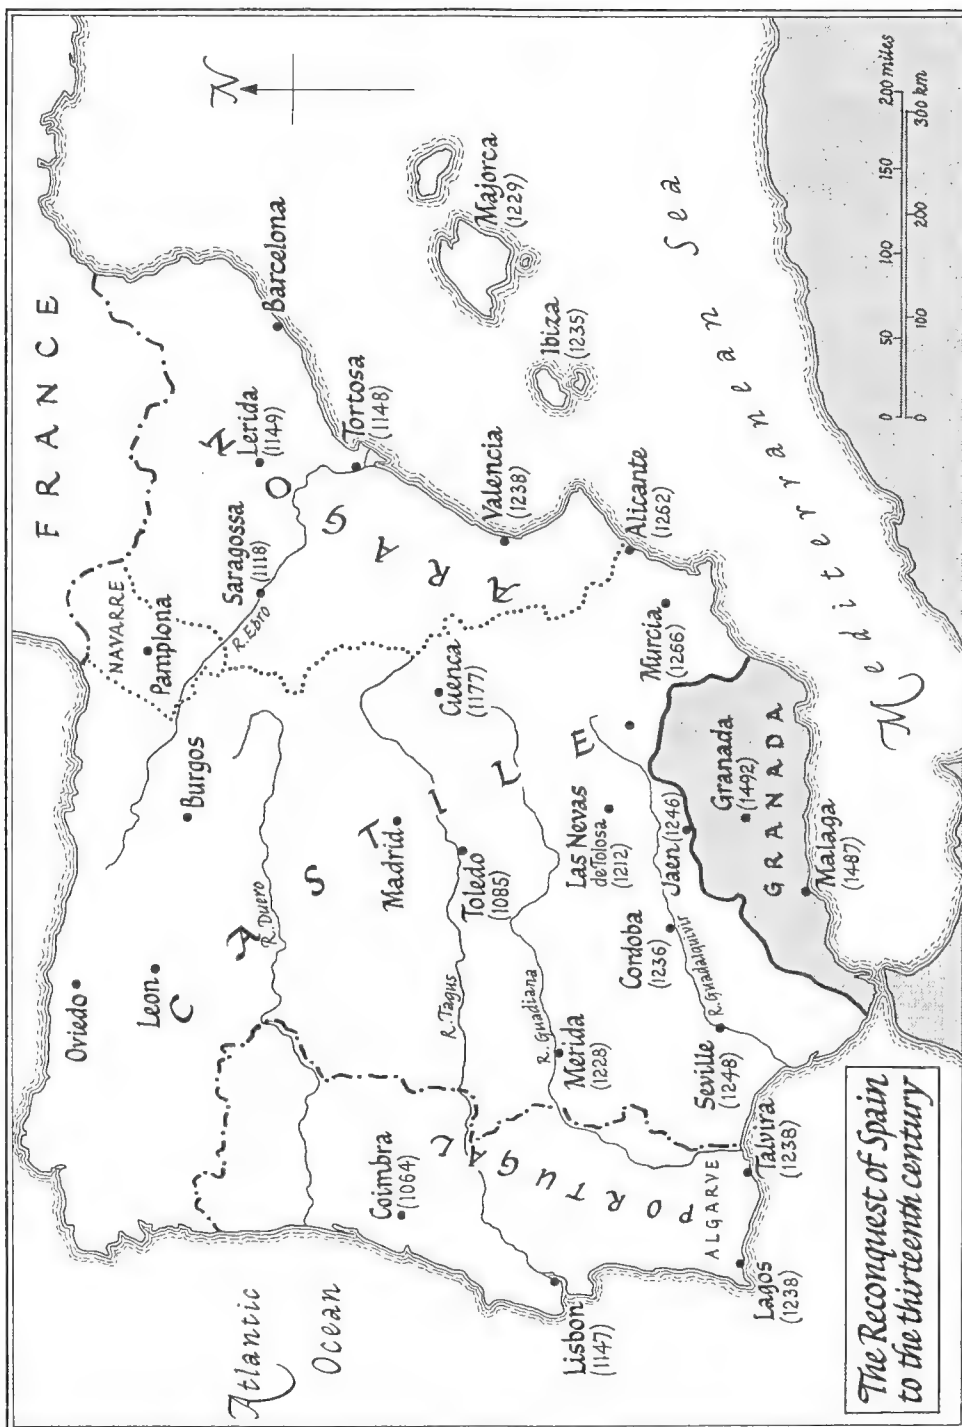 FRANCE
N
Atlantic
Ocean
Oviedo
Leon
Burgos
NAVARRE
Pamplona
R. Ebro
Saragossa
(1118)
Lerida
(1149)
Barcelona
Tortosa
(1148)
ARAGON
CASTILE
R. Duero
Coimbra
(1064)
Madrid
R. Tagus
Toledo
(1085)
Cuenca
(1177)
Valencia
(1238)
Majorca
(1229)
Ibiza
(1235)
Alicante
(1262)
Lisbon
(1147)
PORTUGAL
R. Guadiana
Merida
(1228)
Las Nevas
de Tolosa
(1212)
Murcia
(1266)
Cordoba
(1236)
Jaen (1246)
R. Guadalquivir
Seville
(1248)
ALGARVE
Lagos
(1238)
Talvira
(1238)
Granada
(1492)
GRANADA
Malaga
(1487)
Mediterranean Sea
0 50 100 150 200 miles
0 100 200 300 km
The Reconquest of Spain
to the thirteenth century